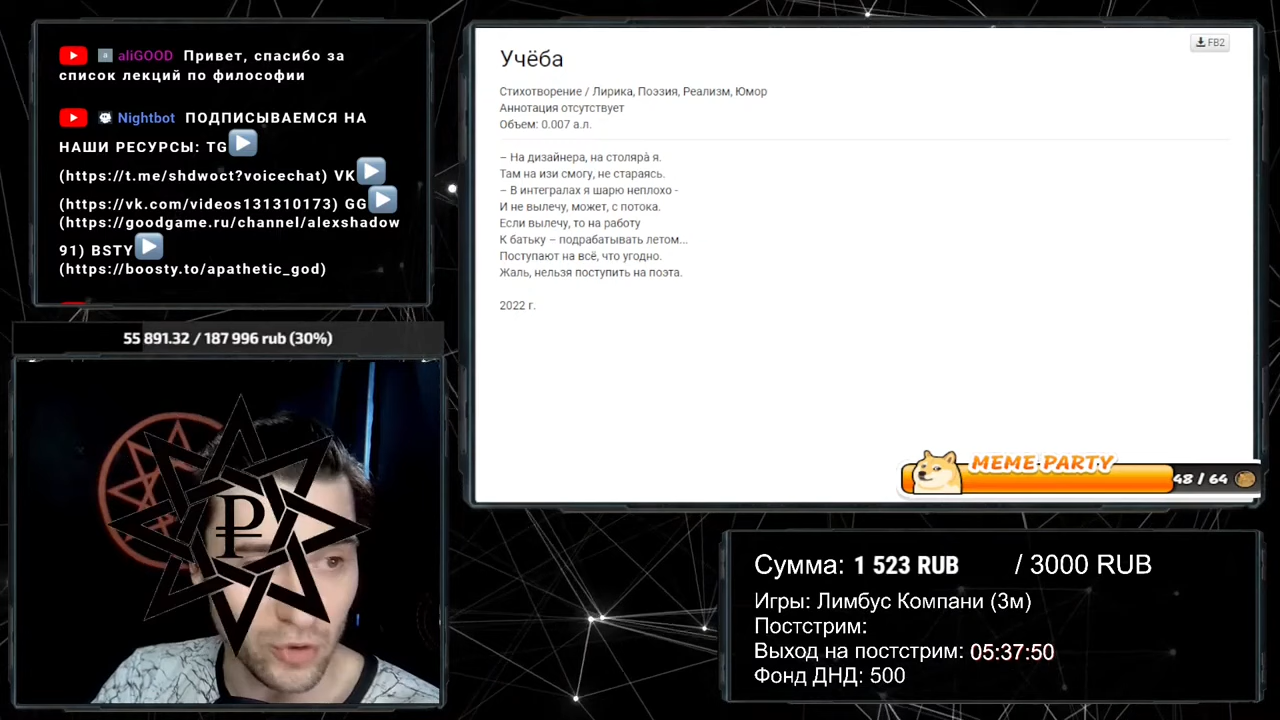 aliGOOD Привет, спасибо за
список лекций по философии
Nightbot ПОДПИСЫВАЕМСЯ НА
НАШИ РЕСУРСЫ: TG
(https://t.me/shdwoct?voicechat) VK
(https://vk.com/videos131310173) GG
(https://goodgame.ru/channel/alexshadow
91) BSTY
(https://boosty.to/apathetic_god)
55 891.32 / 187 996 rub (30%)
₽
FB2
Учёба
Стихотворение / Лирика, Поэзия, Реализм, Юмор
Аннотация отсутствует
Объем: 0.007 а.л.
– На дизайнера, на столяра̀ я.
Там на изи смогу, не стараясь.
– В интегралах я шарю неплохо -
И не вылечу, может, с потока.
Если вылечу, то на работу
К батьку – подрабатывать летом...
Поступают на всё, что угодно.
Жаль, нельзя поступить на поэта.
2022 г.
MEME PARTY
48 / 64
Сумма: 1 523 RUB / 3000 RUB
Игры: Лимбус Компани (3м)
Постстрим:
Выход на постстрим: 05:37:50
Фонд ДНД: 500